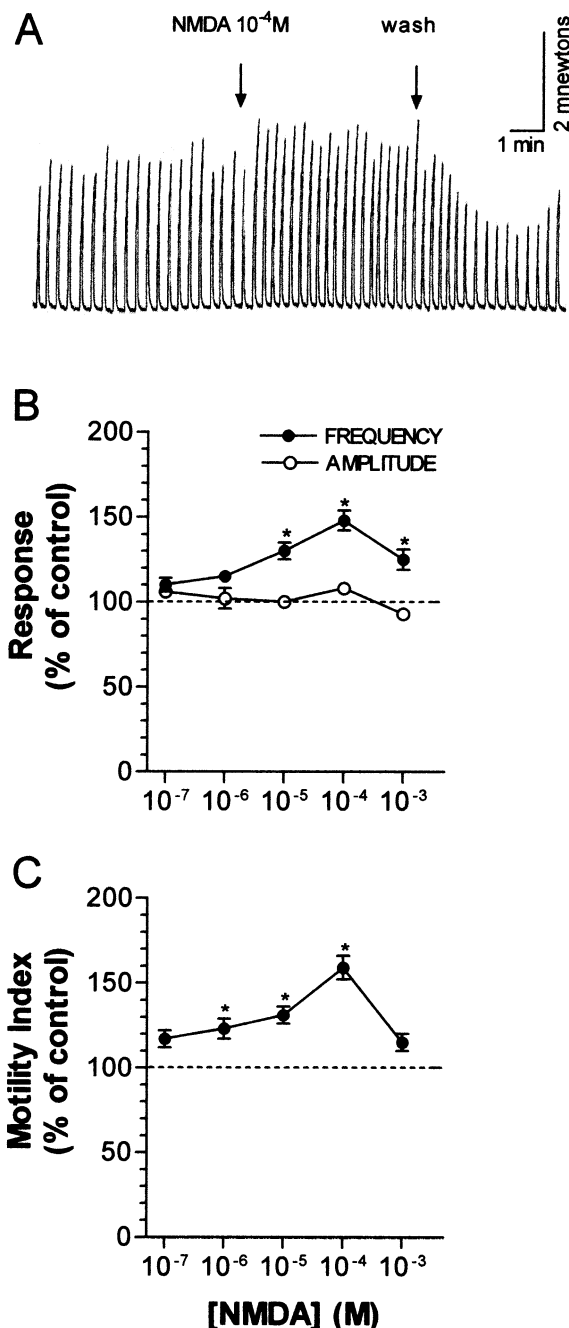 A
NMDA 10-4M
wash
2 mnewtons
1 min
B
FREQUENCY
AMPLITUDE
Response
(% of control)
200
150
100
50
0
*
*
*
10-7
10-6
10-5
10-4
10-3
C
Motility Index
(% of control)
200
150
100
50
0
*
*
*
10-7
10-6
10-5
10-4
10-3
[NMDA] (M)